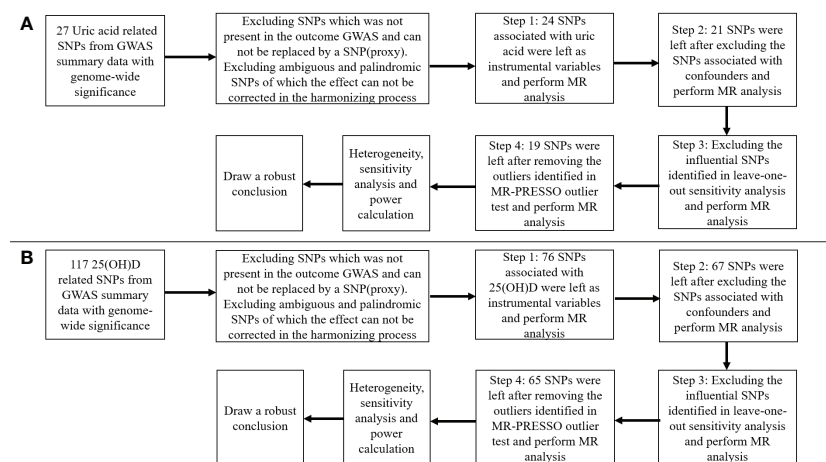 A
27 Uric acid related
SNPs from GWAS
summary data with
genome-wide
significance
Excluding SNPs which was not
present in the outcome GWAS and can
not be replaced by a SNP(proxy).
Excluding ambiguous and palindromic
SNPs of which the effect can not be
corrected in the harmonizing process
Step 1: 24 SNPs
associated with uric
acid were left as
instrumental variables
and perform MR
analysis
Step 2: 21 SNPs were
left after excluding the
SNPs associated with
confounders and
perform MR analysis
Step 3: Excluding the
influential SNPs
identified in leave-one-
out sensitivity analysis
and perform MR
analysis
Step 4: 19 SNPs were
left after removing the
outliers identified in
MR-PRESSO outlier
test and perform MR
analysis
Heterogeneity,
sensitivity
analysis and
power
calculation
Draw a robust
conclusion
B
117 25(OH)D
related SNPs from
GWAS summary
data with genome-
wide significance
Excluding SNPs which was not
present in the outcome GWAS and can
not be replaced by a SNP(proxy).
Excluding ambiguous and palindromic
SNPs of which the effect can not be
corrected in the harmonizing process
Step 1: 76 SNPs
associated with
25(OH)D were left as
instrumental variables
and perform MR
analysis
Step 2: 67 SNPs were
left after excluding the
SNPs associated with
confounders and
perform MR analysis
Step 3: Excluding the
influential SNPs
identified in leave-one-
out sensitivity analysis
and perform MR
analysis
Step 4: 65 SNPs were
left after removing the
outliers identified in
MR-PRESSO outlier
test and perform MR
analysis
Heterogeneity,
sensitivity
analysis and
power
calculation
Draw a robust
conclusion